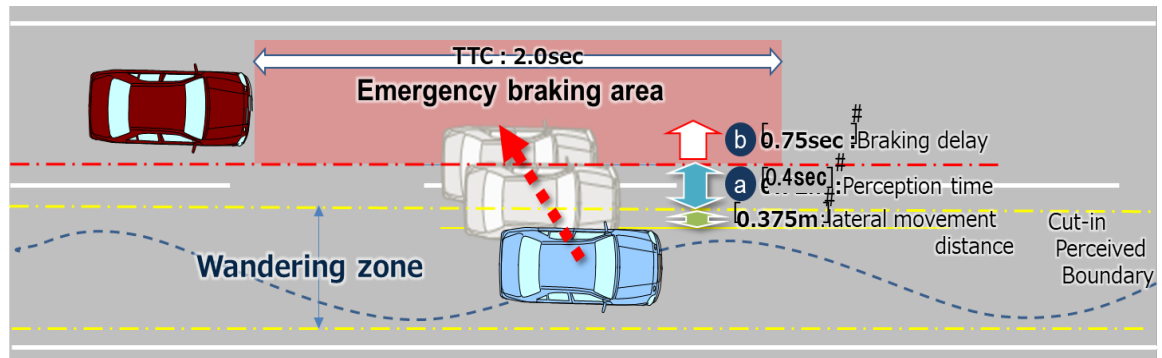 TTC : 2.0sec
Emergency braking area
#
b [0.75sec]:Braking delay
#
a [0.4sec]:Perception time
#
[0.375m]:lateral movement
distance
Cut-in
Perceived
Boundary
Wandering zone